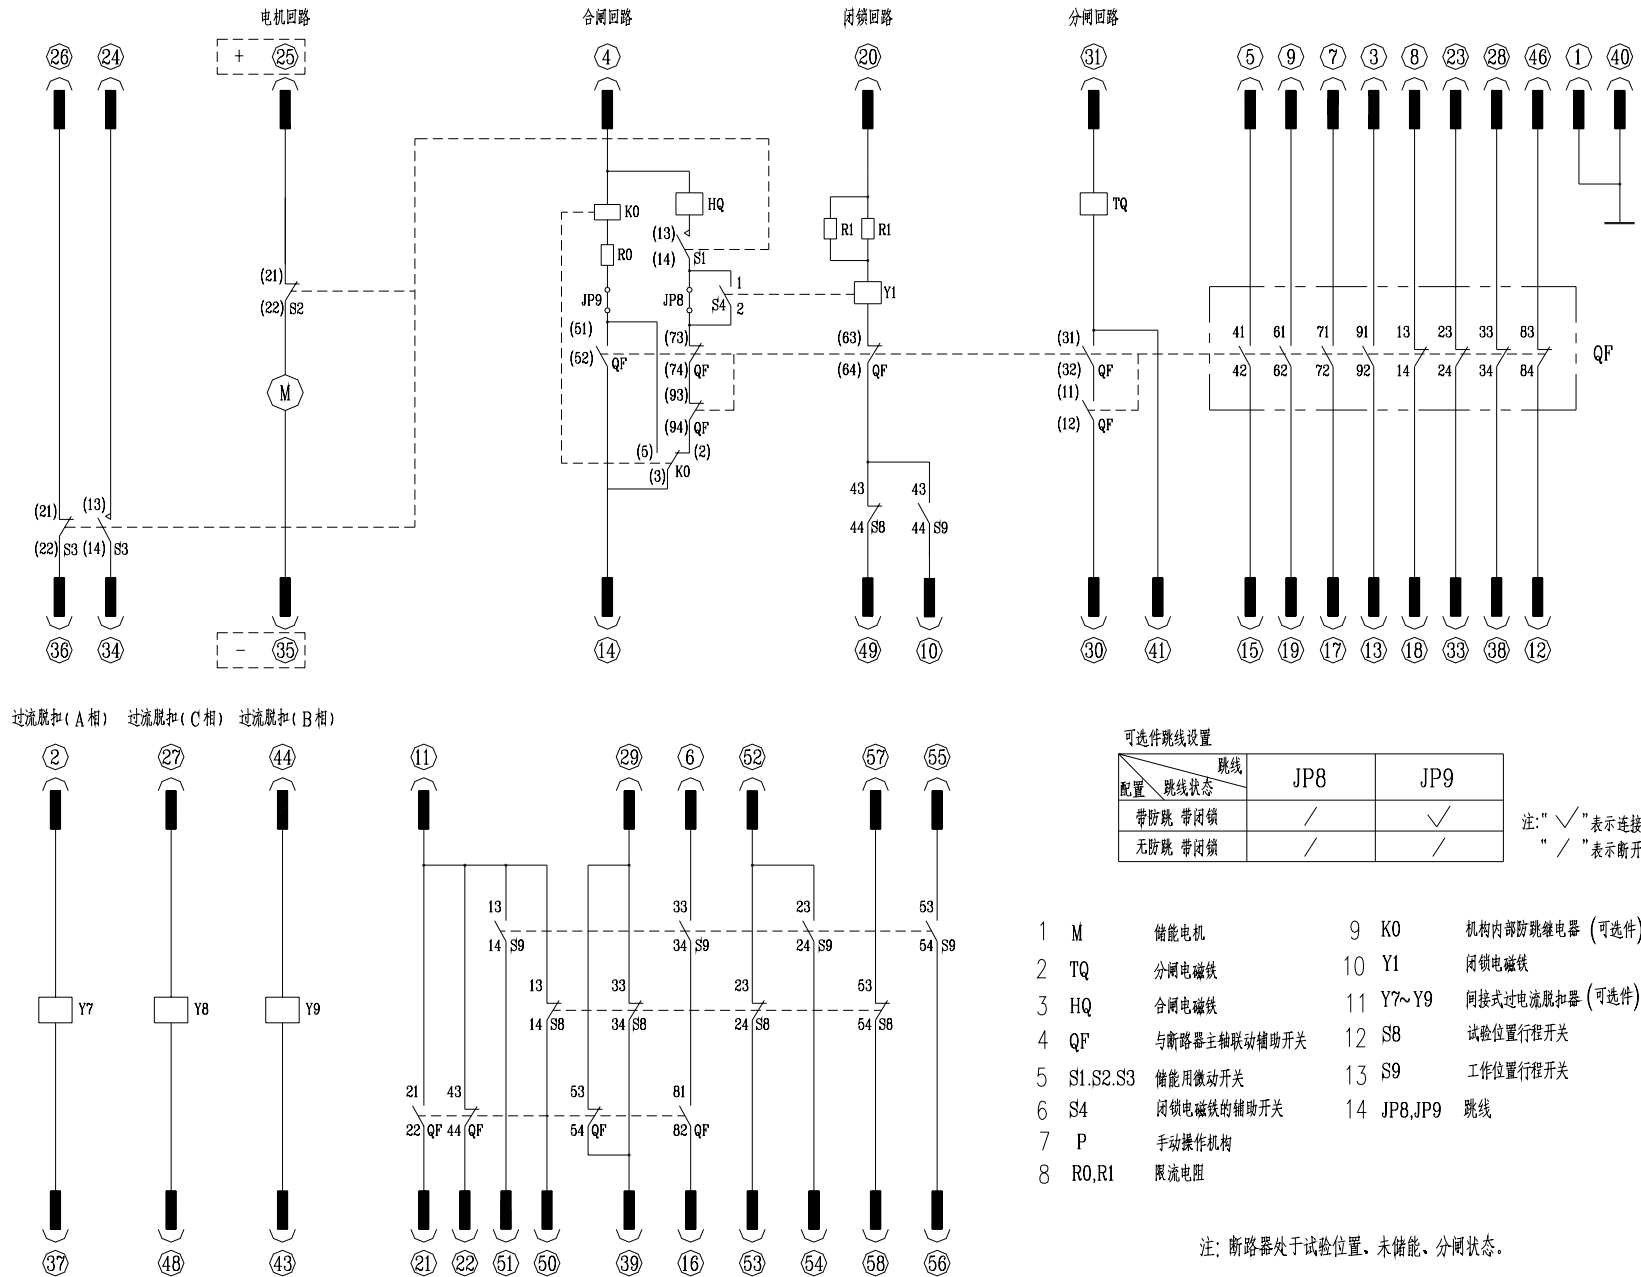 电机回路 合闸回路 闭锁回路 分闸回路
26 24 + 25 4 20 31 5 9 7 3 8 23 28 46 1 40
K0 HQ R1 R1 TQ
(13)
R0 (14) S1
(21) 1 Y1
(22) S2 JP9 JP8 S4 2
(51) (73) (63) (31) 41 61 71 91 13 23 33 83
QF
(52) QF (74) QF (64) QF (32) QF 42 62 72 92 14 24 34 84
M (93) (11)
(94) QF (12) QF
(5) (2)
(3) K0
43 43
(21) (13)
44 S8 44 S9
(22) S3 (14) S3
36 34 - 35 14 49 10 30 41 15 19 17 13 18 33 38 12
过流脱扣(A相) 过流脱扣(C相) 过流脱扣(B相)
2 27 44 11 29 6 52 57 55
13 33 23 53
14 S9 34 S9 24 S9 54 S9
13 33 23 53
Y7 Y8 Y9
14 S8 34 S8 24 S8 54 S8
21 43 53 81
22 QF 44 QF 54 QF 82 QF
37 48 43 21 22 51 50 39 16 53 54 58 56
可选件跳线设置
跳线 JP8 JP9
配置 跳线状态
带防跳 带闭锁 / √
无防跳 带闭锁 / /
注:“ √ ”表示连接
“ / ”表示断开
1 M 储能电机
2 TQ 分闸电磁铁
3 HQ 合闸电磁铁
4 QF 与断路器主轴联动辅助开关
5 S1.S2.S3 储能用微动开关
6 S4 闭锁电磁铁的辅助开关
7 P 手动操作机构
8 R0,R1 限流电阻
9 K0 机构内部防跳继电器(可选件)
10 Y1 闭锁电磁铁
11 Y7~Y9 间接式过电流脱扣器(可选件)
12 S8 试验位置行程开关
13 S9 工作位置行程开关
14 JP8,JP9 跳线
注: 断路器处于试验位置、未储能、分闸状态。